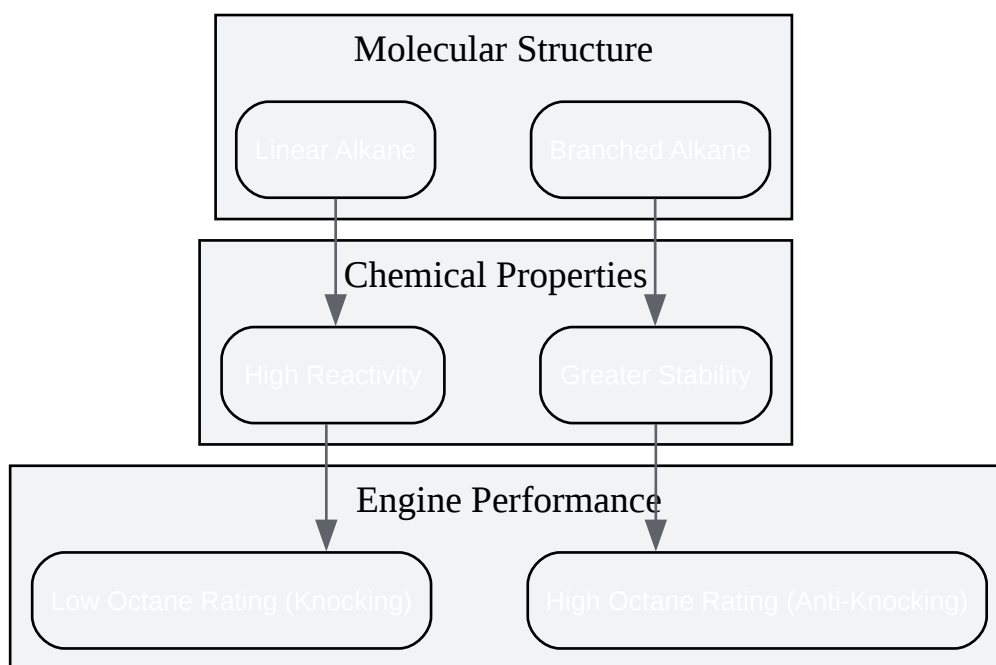 Molecular Structure
Linear Alkane
Branched Alkane
Chemical Properties
High Reactivity
Greater Stability
Engine Performance
Low Octane Rating (Knocking)
High Octane Rating (Anti-Knocking)